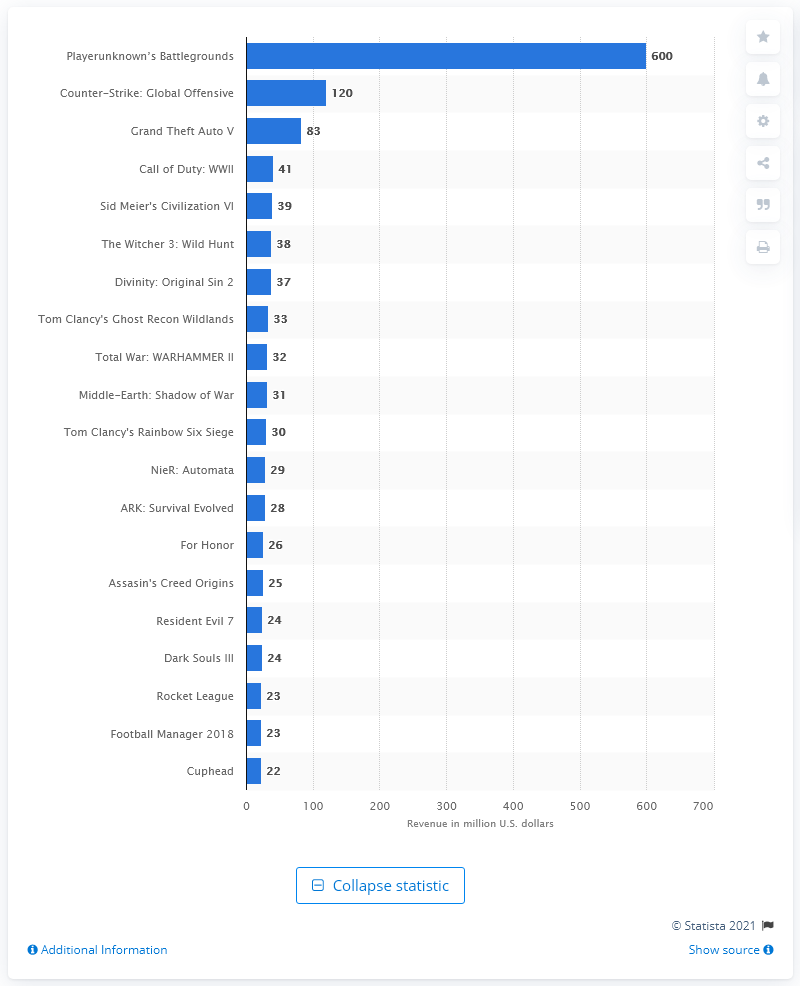 Playerunknown's Battlegrounds 600
Counter-Strike: Global Offensive 120
Grand Theft Auto V 83
Call of Duty: WWII 41
Sid Meier's Civilization VI 39
The Witcher 3: Wild Hunt 38
Divinity: Original Sin 2 37
Tom Clancy's Ghost Recon Wildlands 33
Total War: WARHAMMER II 32
Middle-Earth: Shadow of War 31
Tom Clancy's Rainbow Six Siege 30
NieR: Automata 29
ARK: Survival Evolved 28
For Honor 26
Assasin's Creed Origins 25
Resident Evil 7 24
Dark Souls III 24
Rocket League 23
Football Manager 2018 23
Cuphead 22
0 100 200 300 400 500 600 700
Revenue in million U.S. dollars
Collapse statistic
© Statista 2021
Additional Information Show source